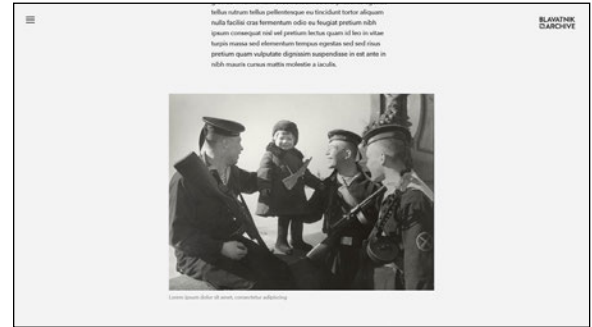 tellus rutrum tellus pellentesque eu tincidunt tortor aliquam
nulla facilisi cras fermentum odio eu feugiat pretium nibh
ipsum consequat nisl vel pretium lectus quam id leo in vitae
turpis massa sed elementum tempus egestas sed sed risus
pretium quam vulputate dignissim suspendisse in est ante in
nibh mauris cursus mattis molestie a iaculis.
BLAVATNIK
ARCHIVE
Lorem ipsum dolor sit amet, consectetur adipiscing